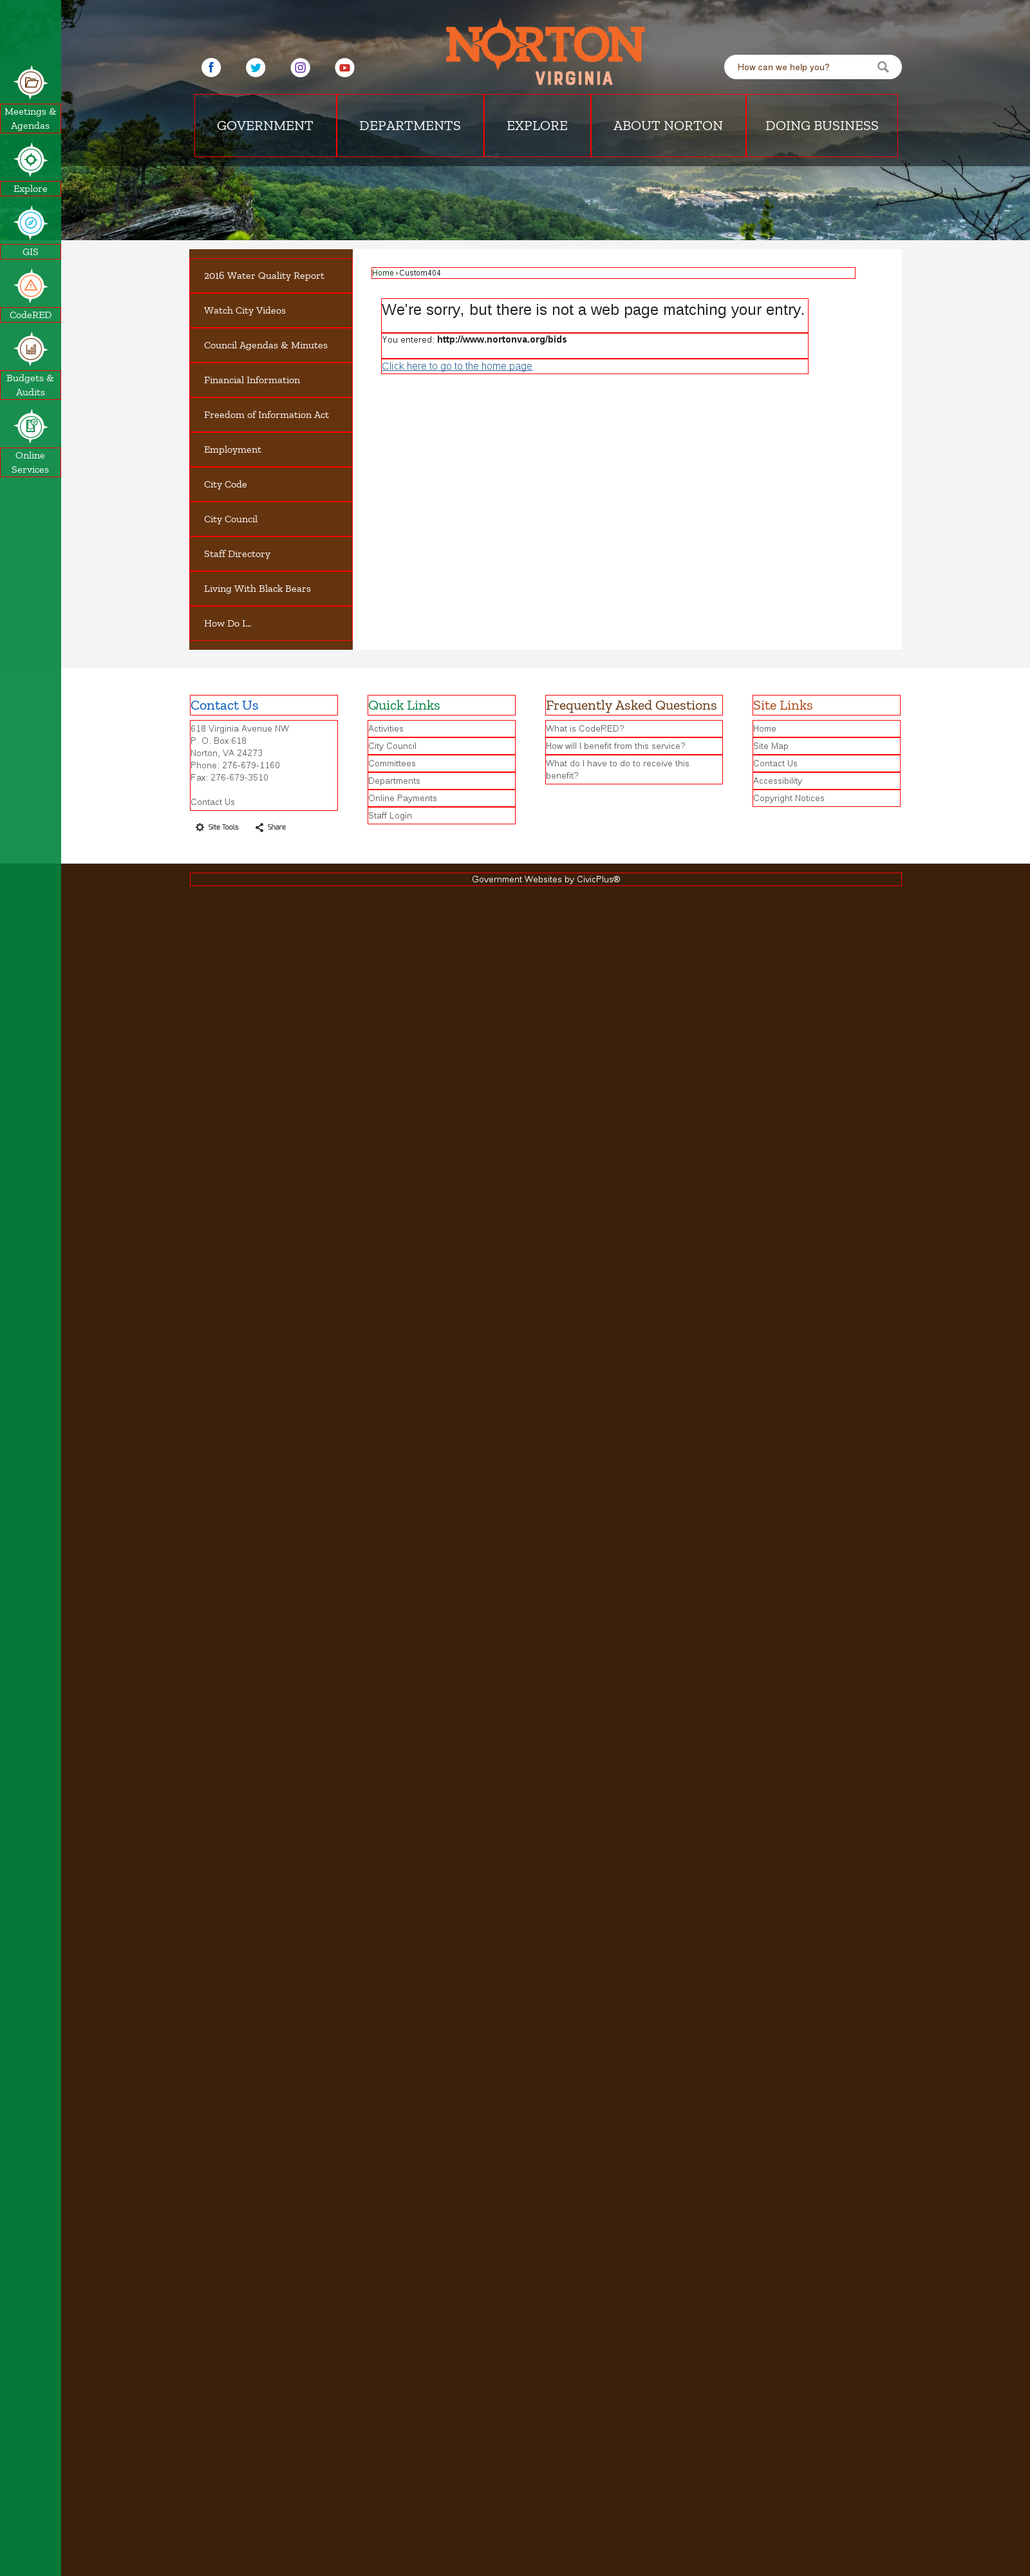 NORTON
VIRGINIA
How can we help you?
GOVERNMENT
DEPARTMENTS
EXPLORE
ABOUT NORTON
DOING BUSINESS
Meetings &
Agendas
Explore
GIS
CodeRED
Budgets &
Audits
Online
Services
2016 Water Quality Report
Watch City Videos
Council Agendas & Minutes
Financial Information
Freedom of Information Act
Employment
City Code
City Council
Staff Directory
Living With Black Bears
How Do I...
Home › Custom404
We're sorry, but there is not a web page matching your entry.
You entered: http://www.nortonva.org/bids
Click here to go to the home page
Contact Us
618 Virginia Avenue NW
P. O. Box 618
Norton, VA 24273
Phone: 276-679-1160
Fax: 276-679-3510
Contact Us
Site Tools
Share
Quick Links
Activities
City Council
Committees
Departments
Online Payments
Staff Login
Frequently Asked Questions
What is CodeRED?
How will I benefit from this service?
What do I have to do to receive this
benefit?
Site Links
Home
Site Map
Contact Us
Accessibility
Copyright Notices
Government Websites by CivicPlus®